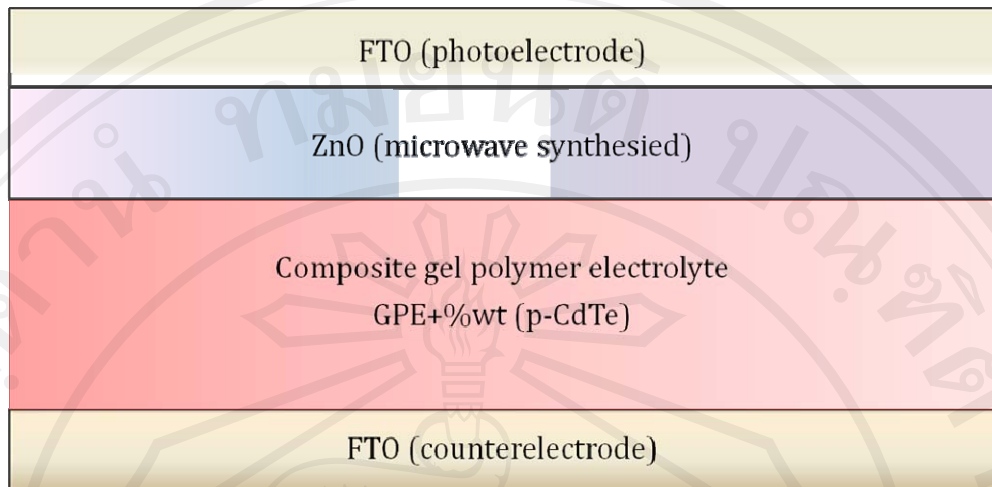 FTO (photoelectrode)
ZnO (microwave synthesied)
Composite gel polymer electrolyte
GPE+%wt (p-CdTe)
FTO (counterelectrode)